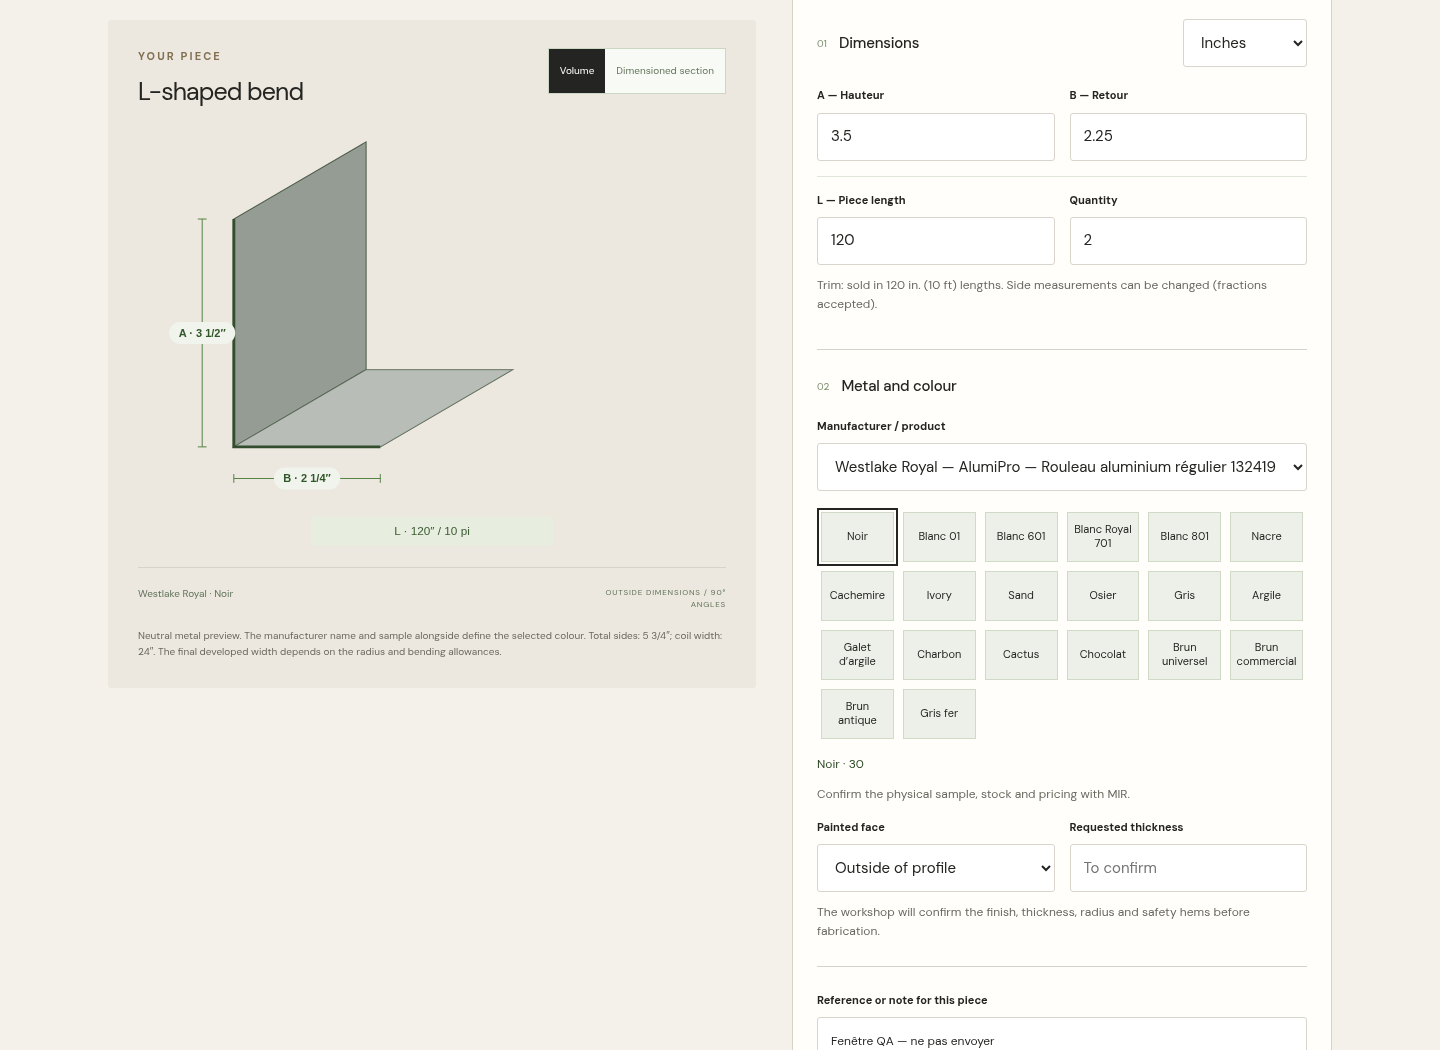 YOUR PIECE
L-shaped bend
Volume
Dimensioned section
A · 3 1/2″
B · 2 1/4″
L · 120″ / 10 pi
Westlake Royal · Noir
OUTSIDE DIMENSIONS / 90°
ANGLES
Neutral metal preview. The manufacturer name and sample alongside define the selected colour. Total sides: 5 3/4″; coil width:
24″. The final developed width depends on the radius and bending allowances.
01 Dimensions
Inches
A — Hauteur
B — Retour
3.5
2.25
L — Piece length
Quantity
120
2
Trim: sold in 120 in. (10 ft) lengths. Side measurements can be changed (fractions
accepted).
02 Metal and colour
Manufacturer / product
Westlake Royal — AlumiPro — Rouleau aluminium régulier 132419
Noir
Blanc 01
Blanc 601
Blanc Royal
701
Blanc 801
Nacre
Cachemire
Ivory
Sand
Osier
Gris
Argile
Galet
d’argile
Charbon
Cactus
Chocolat
Brun
universel
Brun
commercial
Brun
antique
Gris fer
Noir · 30
Confirm the physical sample, stock and pricing with MIR.
Painted face
Requested thickness
Outside of profile
To confirm
The workshop will confirm the finish, thickness, radius and safety hems before
fabrication.
Reference or note for this piece
Fenêtre QA — ne pas envoyer